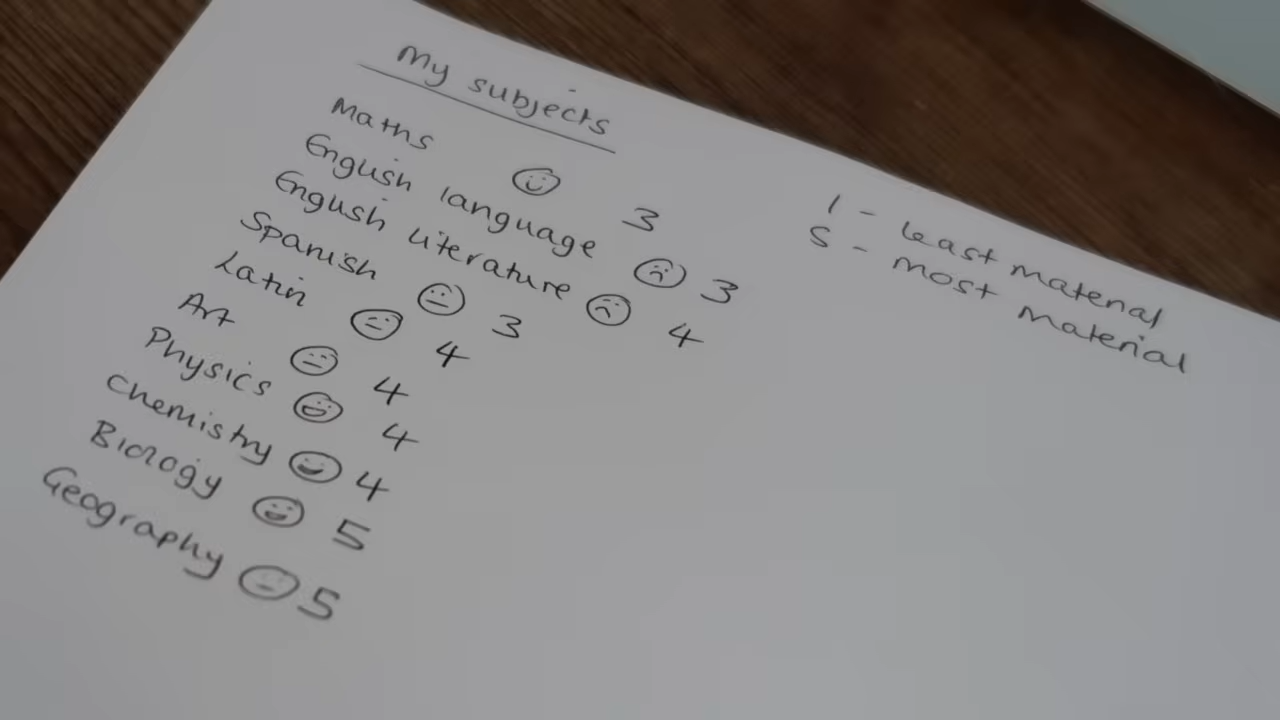 My subjects
Maths 3
English language 3
English literature 4
Spanish 3
Latin 4
Art 4
Physics 4
Chemistry 4
Biology 5
Geography 5
1 - least material
5 - most material